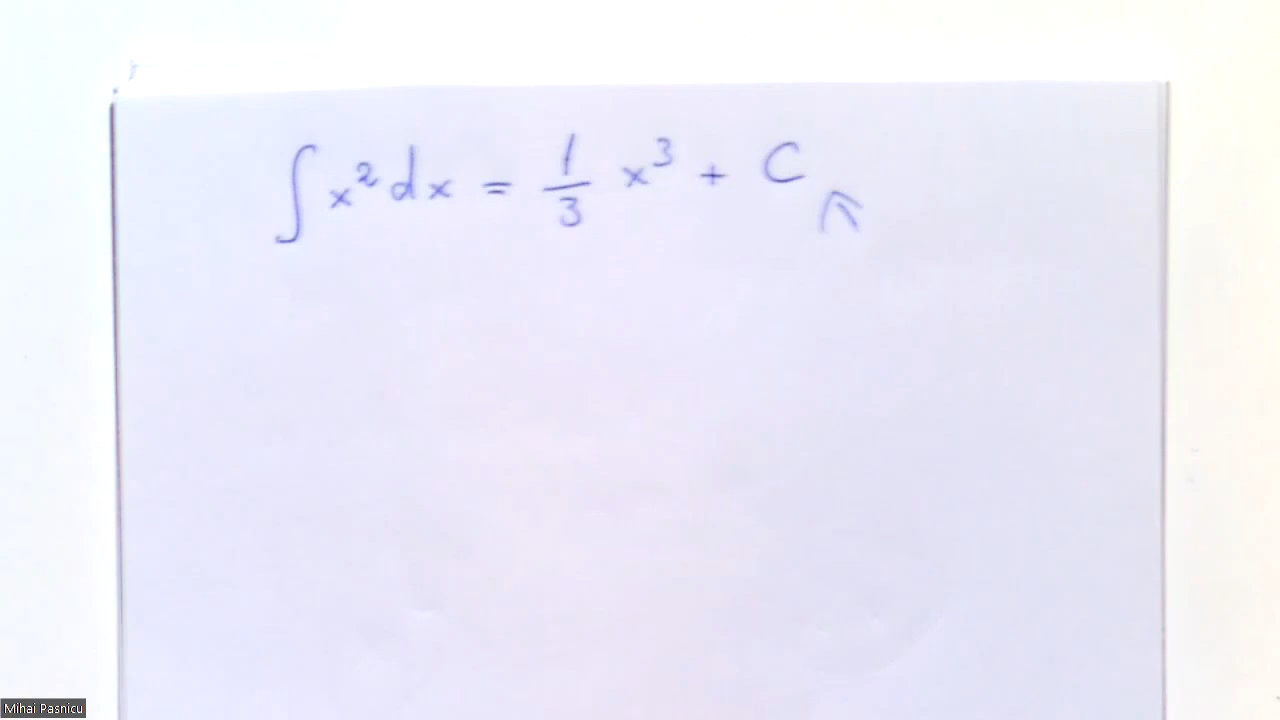 ∫x²dx = 1/3 x³ + C
Mihai Pasnicu